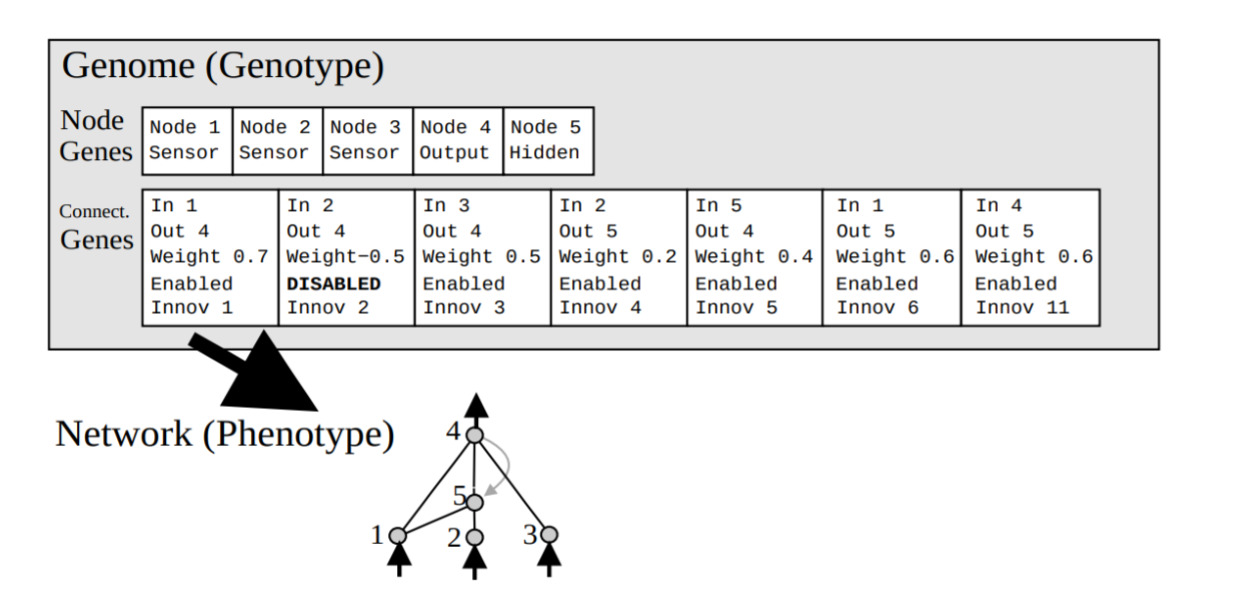 Genome (Genotype)
Node Genes
Node 1 Node 2 Node 3 Node 4 Node 5
Sensor Sensor Sensor Output Hidden
Connect. Genes
In 1 In 2 In 3 In 2 In 5 In 1 In 4
Out 4 Out 4 Out 4 Out 5 Out 4 Out 5 Out 5
Weight 0.7 Weight−0.5 Weight 0.5 Weight 0.2 Weight 0.4 Weight 0.6 Weight 0.6
Enabled DISABLED Enabled Enabled Enabled Enabled Enabled
Innov 1 Innov 2 Innov 3 Innov 4 Innov 5 Innov 6 Innov 11
Network (Phenotype)
4
5
1 2 3